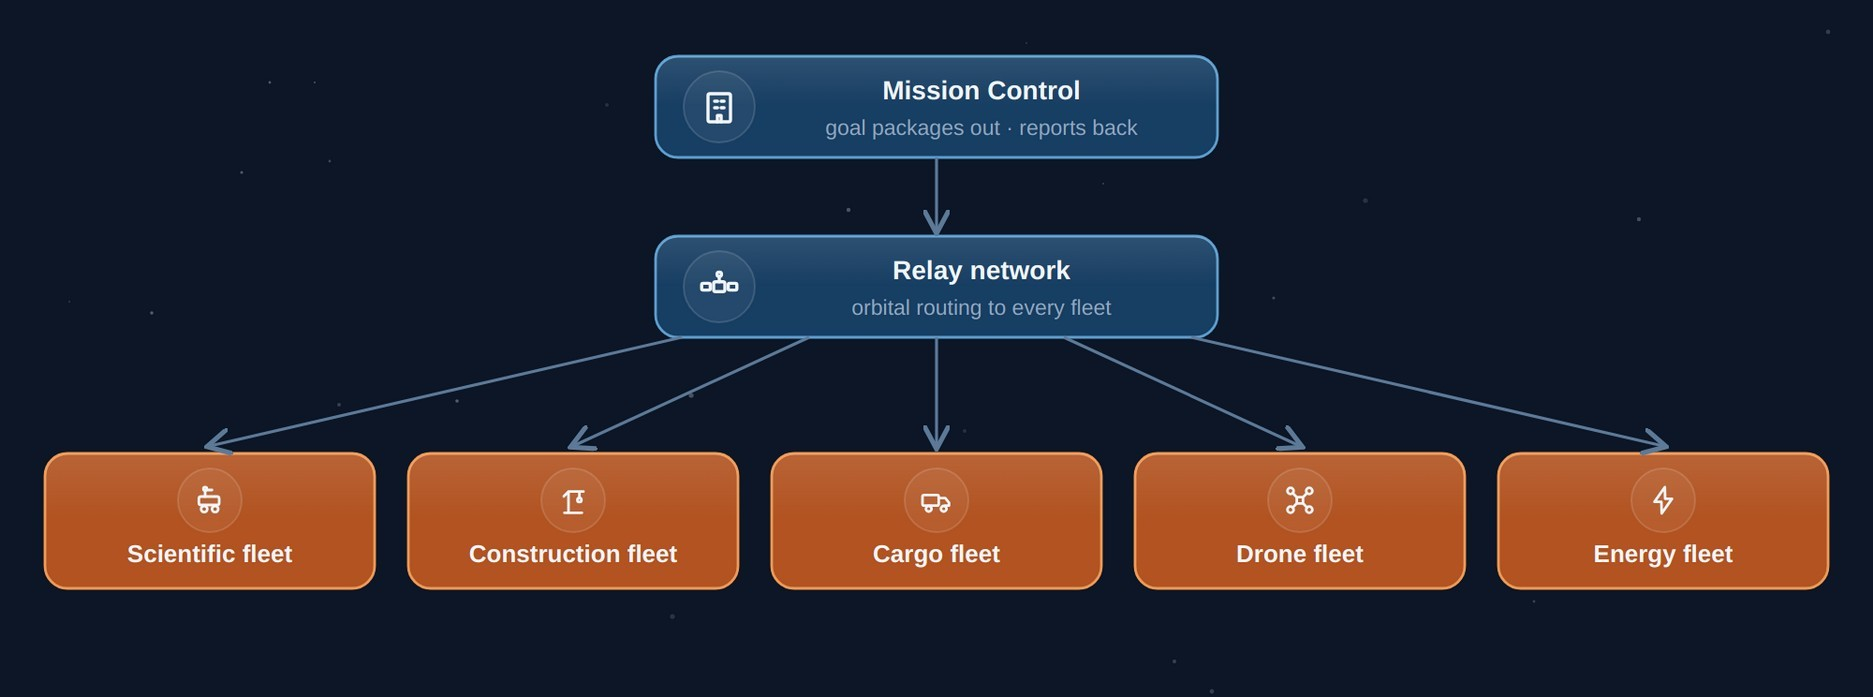 Mission Control
goal packages out · reports back
Relay network
orbital routing to every fleet
Scientific fleet
Construction fleet
Cargo fleet
Drone fleet
Energy fleet